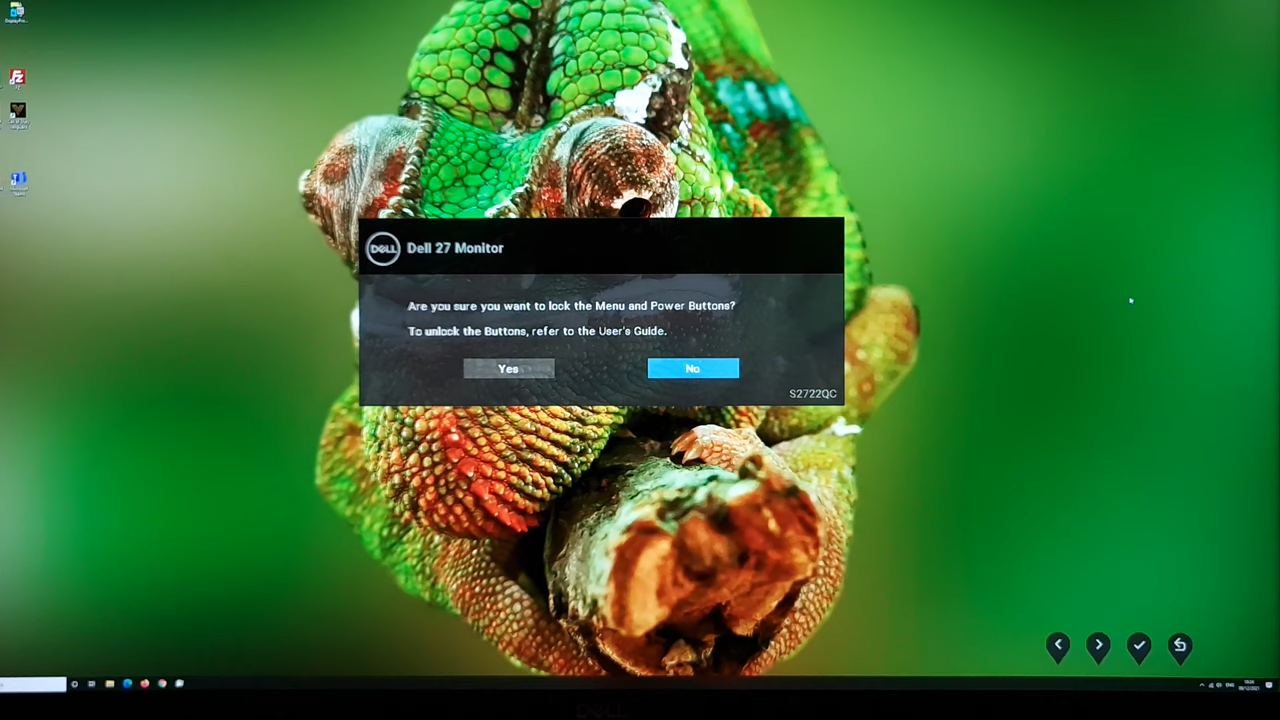 DELL
Dell 27 Monitor
Are you sure you want to lock the Menu and Power Buttons?
To unlock the Buttons, refer to the User's Guide.
Yes
No
S2722QC
DELL